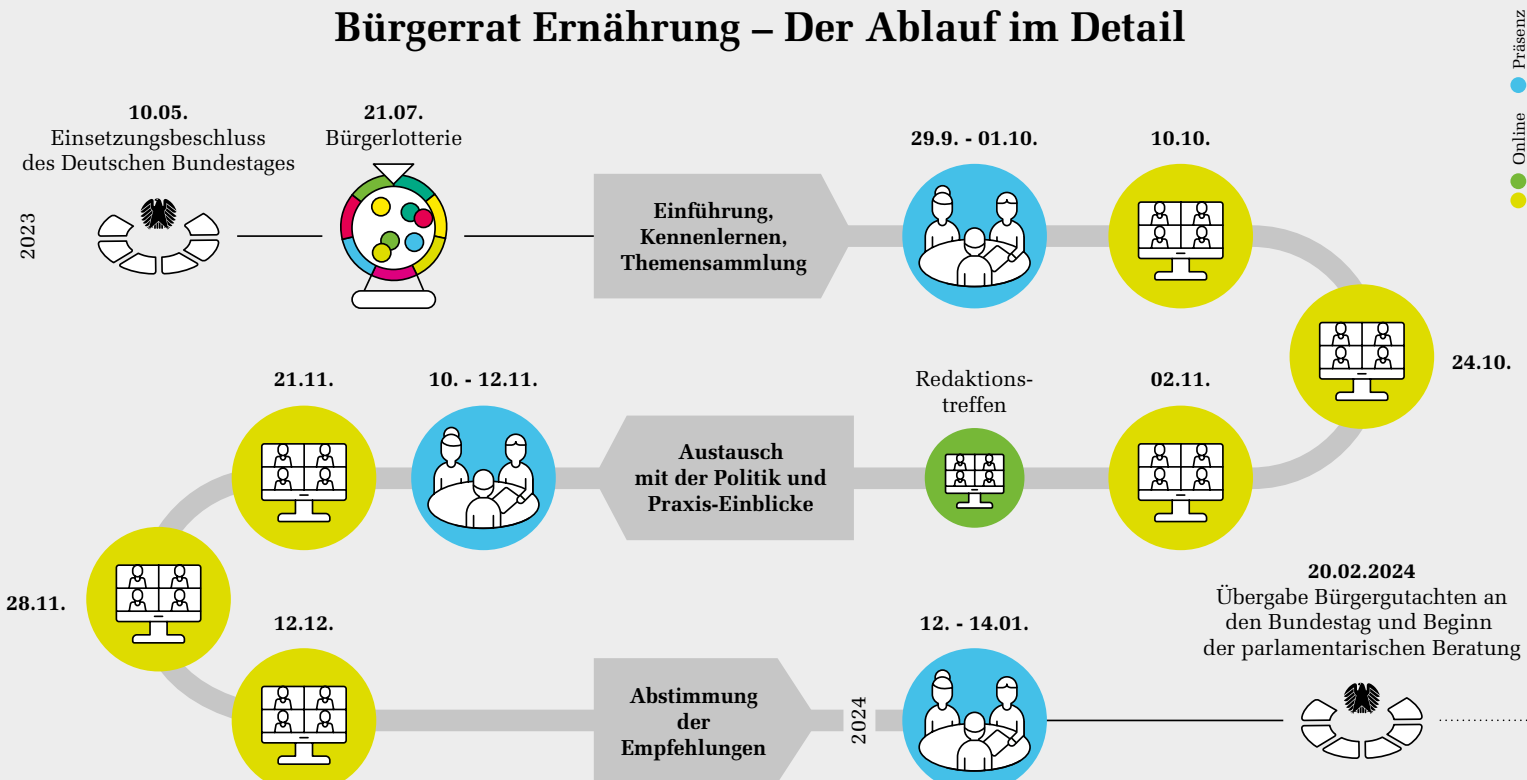 Bürgerrat Ernährung – Der Ablauf im Detail
Präsenz
Online
2023
10.05.
Einsetzungsbeschluss
des Deutschen Bundestages
21.07.
Bürgerlotterie
Einführung,
Kennenlernen,
Themensammlung
29.9. - 01.10.
10.10.
24.10.
02.11.
Redaktions-
treffen
Austausch
mit der Politik und
Praxis-Einblicke
10. - 12.11.
21.11.
28.11.
12.12.
Abstimmung
der
Empfehlungen
2024
12. - 14.01.
20.02.2024
Übergabe Bürgergutachten an
den Bundestag und Beginn
der parlamentarischen Beratung